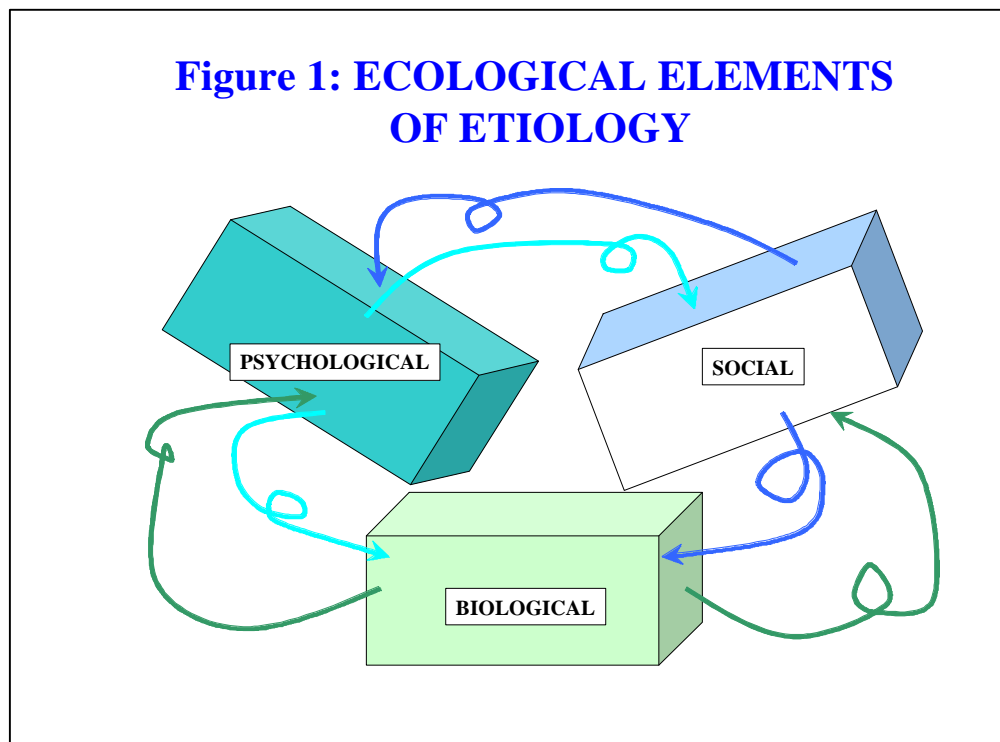 Figure 1: ECOLOGICAL ELEMENTS
OF ETIOLOGY
PSYCHOLOGICAL
SOCIAL
BIOLOGICAL